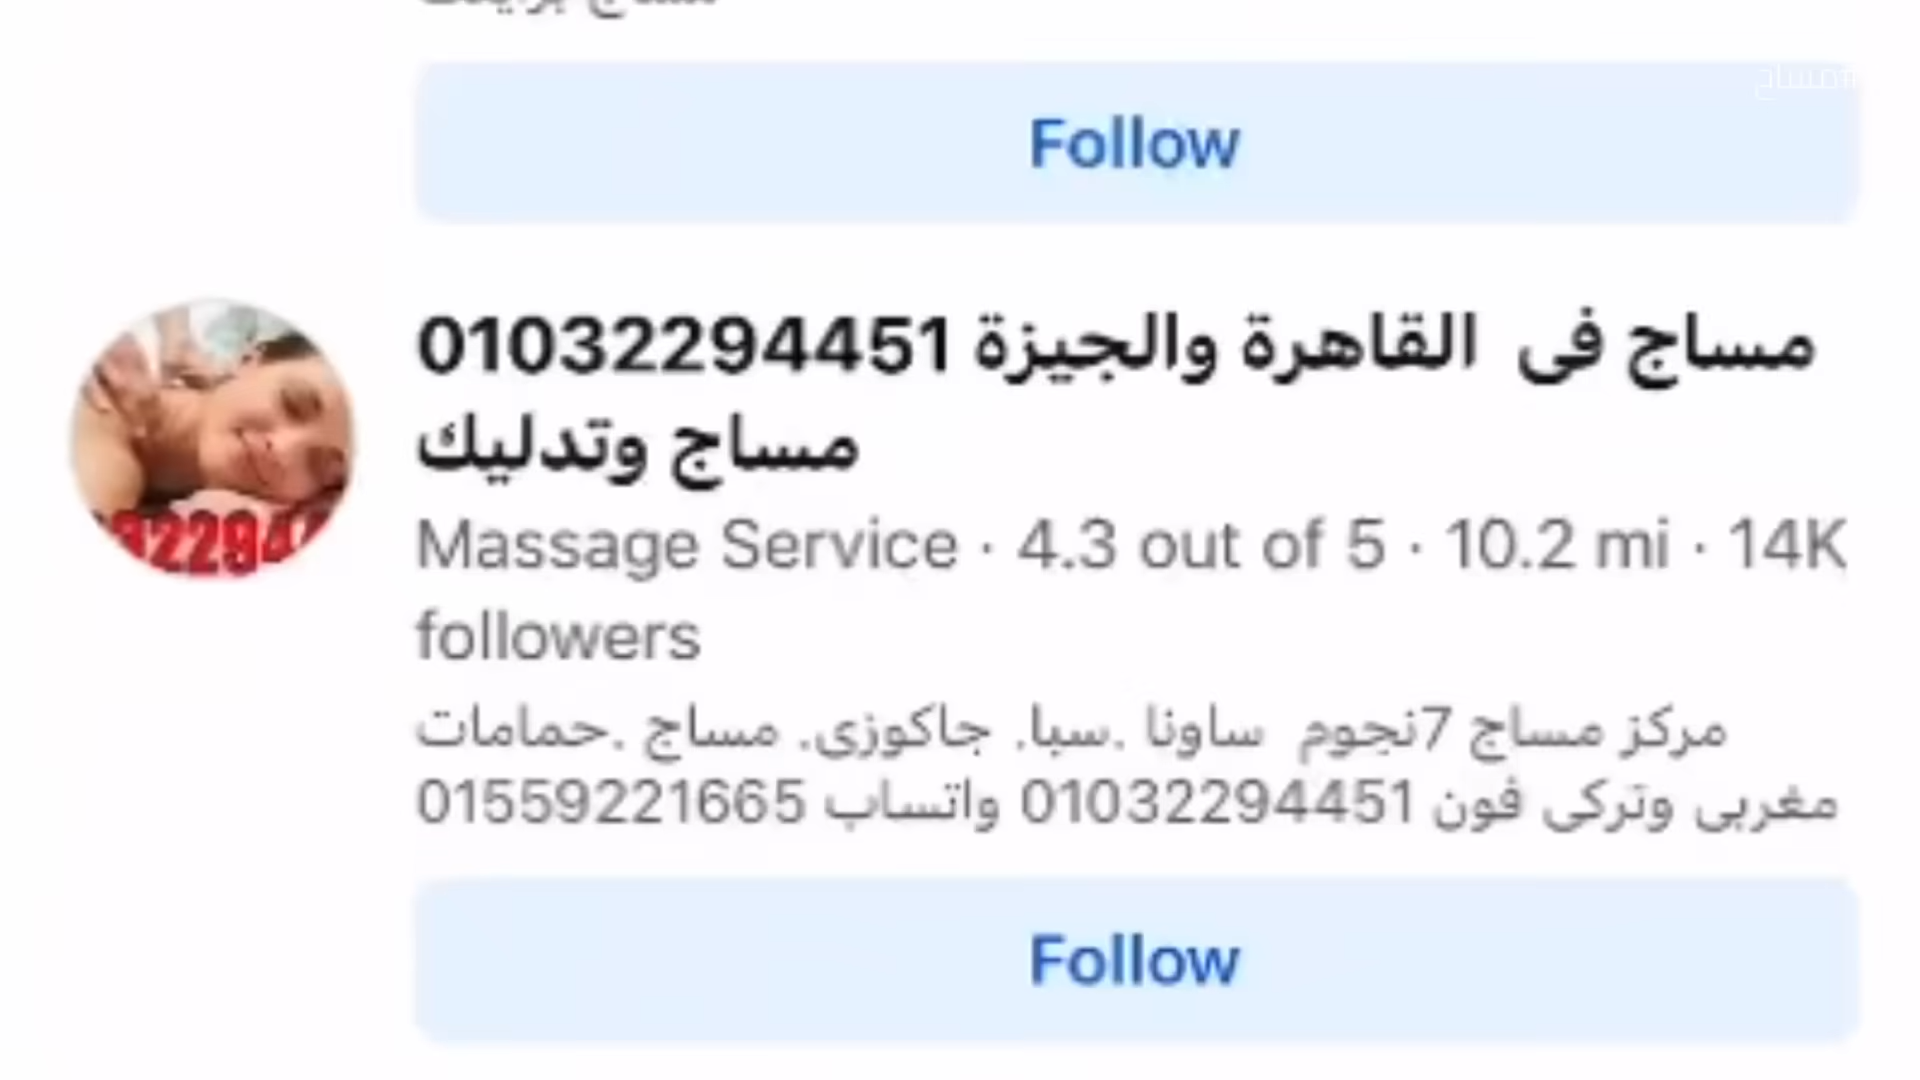 #مساج
Follow
مساج فى القاهرة والجيزة 01032294451
مساج وتدليك
Massage Service · 4.3 out of 5 · 10.2 mi · 14K
followers
مركز مساج 7نجوم ساونا .سبا. جاكوزى. مساج .حمامات
مغربى وتركى فون 01032294451 واتساب 01559221665
Follow